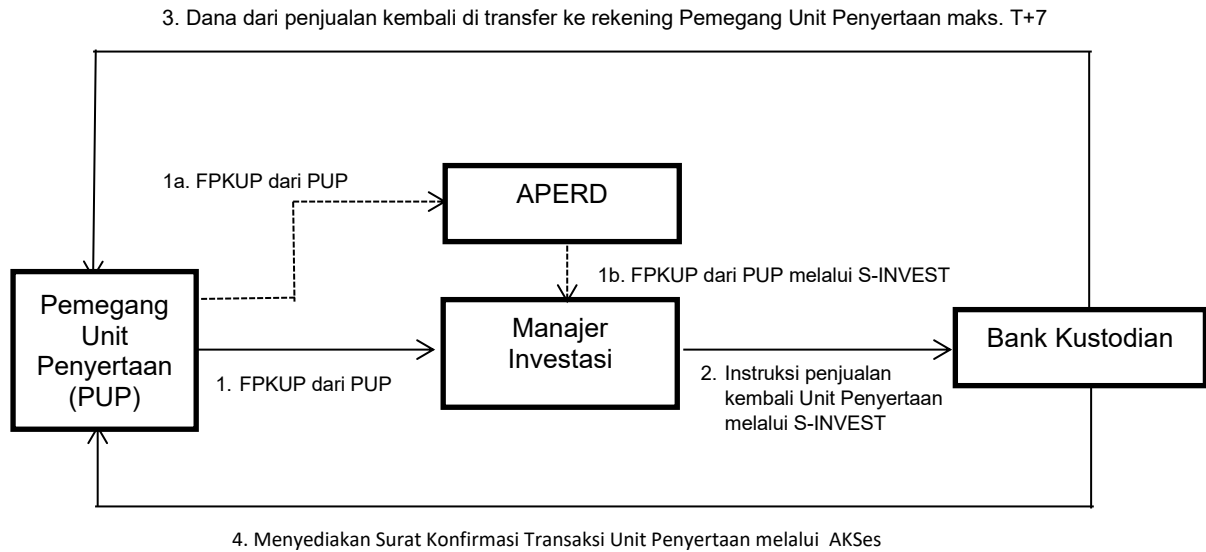 3. Dana dari penjualan kembali di transfer ke rekening Pemegang Unit Penyertaan maks. T+7
1a. FPKUP dari PUP
APERD
1b. FPKUP dari PUP melalui S-INVEST
Pemegang
Unit
Penyertaan
(PUP)
1. FPKUP dari PUP
Manajer
Investasi
2. Instruksi penjualan
kembali Unit Penyertaan
melalui S-INVEST
Bank Kustodian
4. Menyediakan Surat Konfirmasi Transaksi Unit Penyertaan melalui AKSes